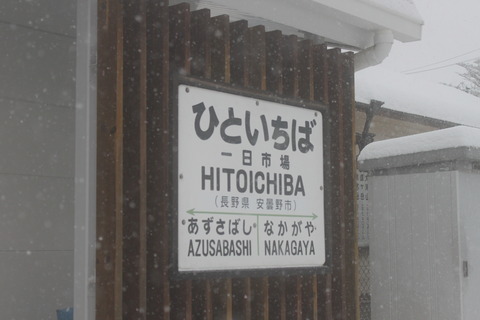 ひといちば
一日市場
HITOICHIBA
(長野県 安曇野市)
あずさばし なかがや
AZUSABASHI NAKAGAYA